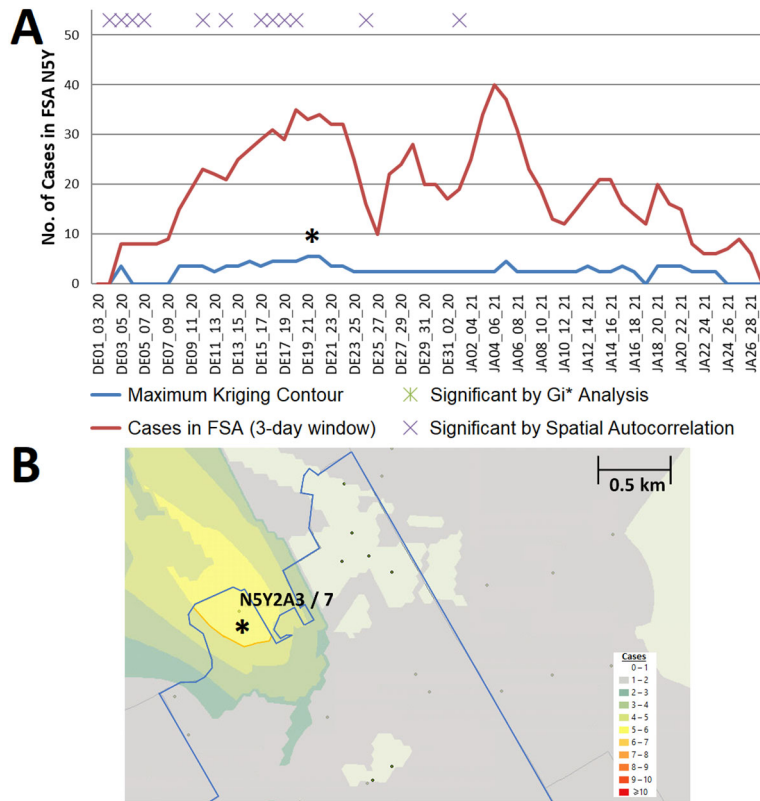 A
No. of Cases in FSA N5Y
50
40
30
20
10
0
*
DE01_03_20
DE03_05_20
DE05_07_20
DE07_09_20
DE09_11_20
DE11_13_20
DE13_15_20
DE15_17_20
DE17_19_20
DE19_21_20
DE21_23_20
DE23_25_20
DE25_27_20
DE27_29_20
DE29_31_20
DE31_02_20
JA02_04_21
JA04_06_21
JA06_08_21
JA08_10_21
JA10_12_21
JA12_14_21
JA14_16_21
JA16_18_21
JA18_20_21
JA20_22_21
JA22_24_21
JA24_26_21
JA26_28_21
Maximum Kriging Contour
Significant by Gi* Analysis
Cases in FSA (3-day window)
Significant by Spatial Autocorrelation
B
0.5 km
N5Y2A3 / 7
*
Cases
0 – 1
1 – 2
2 – 3
3 – 4
4 – 5
5 – 6
6 – 7
7 – 8
8 – 9
9 – 10
≥10